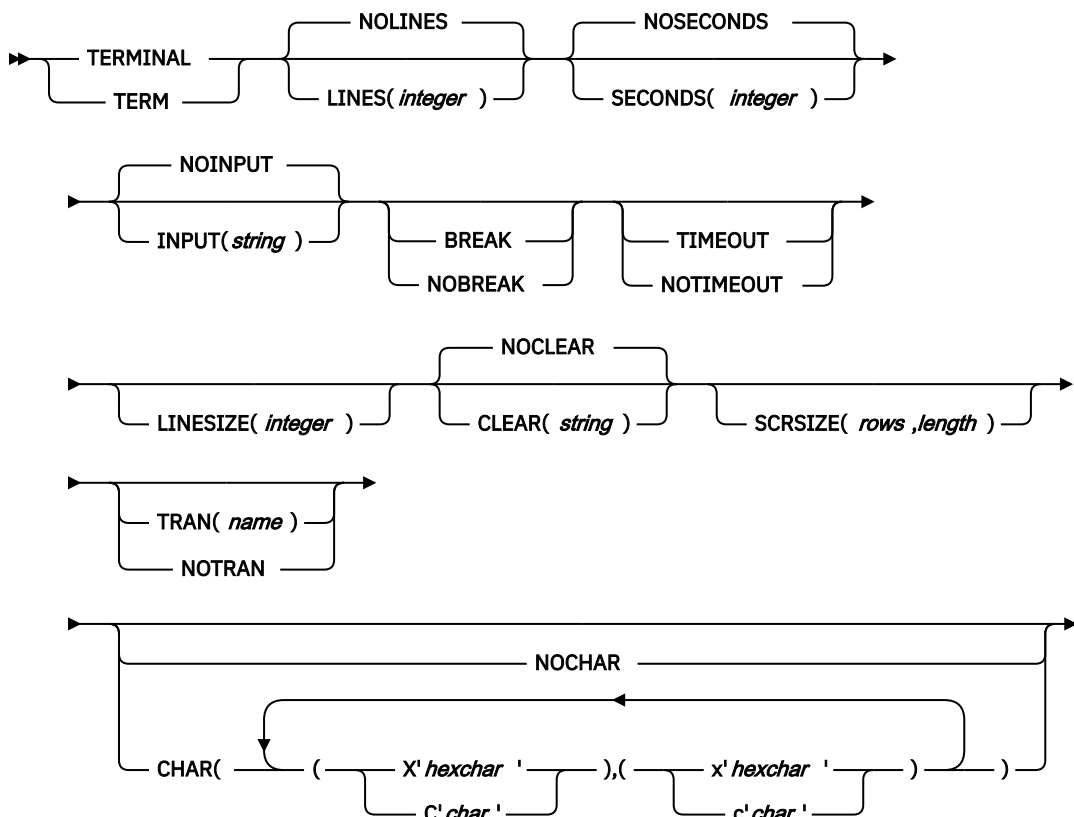 NOLINES NOSECONDS
TERMINAL
TERM LINES( integer ) SECONDS( integer )
NOINPUT
INPUT( string ) BREAK TIMEOUT
NOBREAK NOTIMEOUT
NOCLEAR
LINESIZE( integer ) CLEAR( string ) SCRSIZE( rows ,length )
TRAN( name )
NOTRAN
NOCHAR
CHAR( ( X' hexchar ' ),( x' hexchar ' ) )
C' char ' c' char '